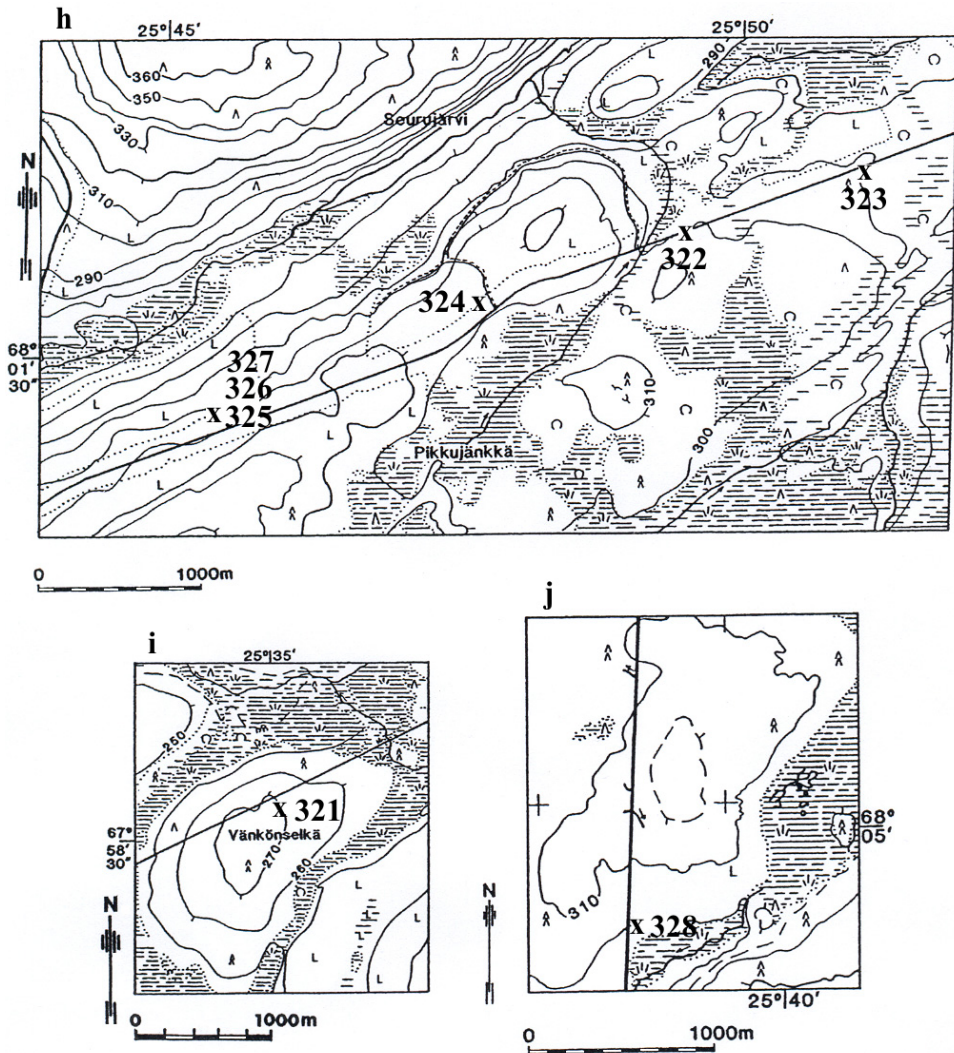 h
25° 45′
25° 50′
360
350
330
310
290
290
Seurujärvi
N
323
322
324 x
x
x
68°
01′
30″
327
326
x 325
310
300
Pikkujänkkä
0 1000m
i
25° 35′
250
x 321
Vänkönselkä
67°
58′
30″
270
260
N
0 1000m
j
68°
05′
310
N
x 328
25° 40′
0 1000m